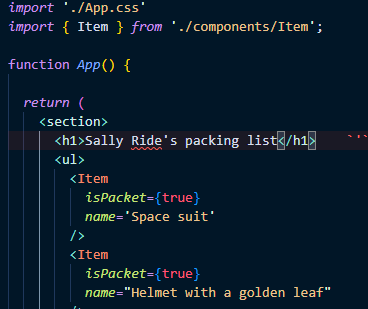 import './App.css'
import { Item } from './components/Item';
function App() {
return (
<section>
<h1>Sally Ride's packing list</h1>
<ul>
<Item
isPacket={true}
name='Space suit'
/>
<Item
isPacket={true}
name="Helmet with a golden leaf"